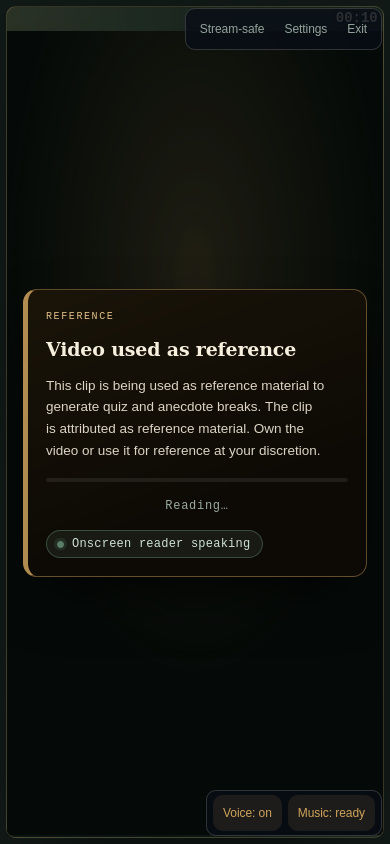 00:10
Stream-safe Settings Exit
REFERENCE
Video used as reference
This clip is being used as reference material to
generate quiz and anecdote breaks. The clip
is attributed as reference material. Own the
video or use it for reference at your discretion.
Reading…
Onscreen reader speaking
Voice: on Music: ready